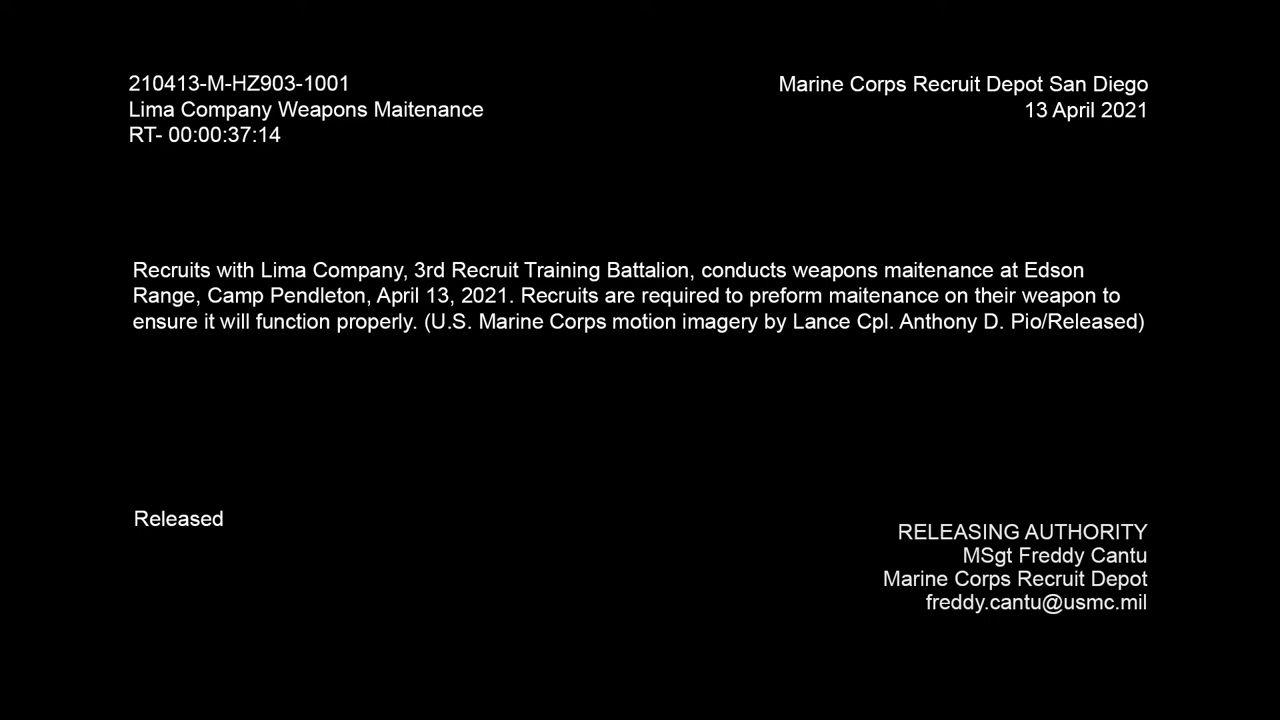 210413-M-HZ903-1001
Lima Company Weapons Maitenance
RT- 00:00:37:14
Marine Corps Recruit Depot San Diego
13 April 2021
Recruits with Lima Company, 3rd Recruit Training Battalion, conducts weapons maitenance at Edson
Range, Camp Pendleton, April 13, 2021. Recruits are required to preform maitenance on their weapon to
ensure it will function properly. (U.S. Marine Corps motion imagery by Lance Cpl. Anthony D. Pio/Released)
Released
RELEASING AUTHORITY
MSgt Freddy Cantu
Marine Corps Recruit Depot
freddy.cantu@usmc.mil